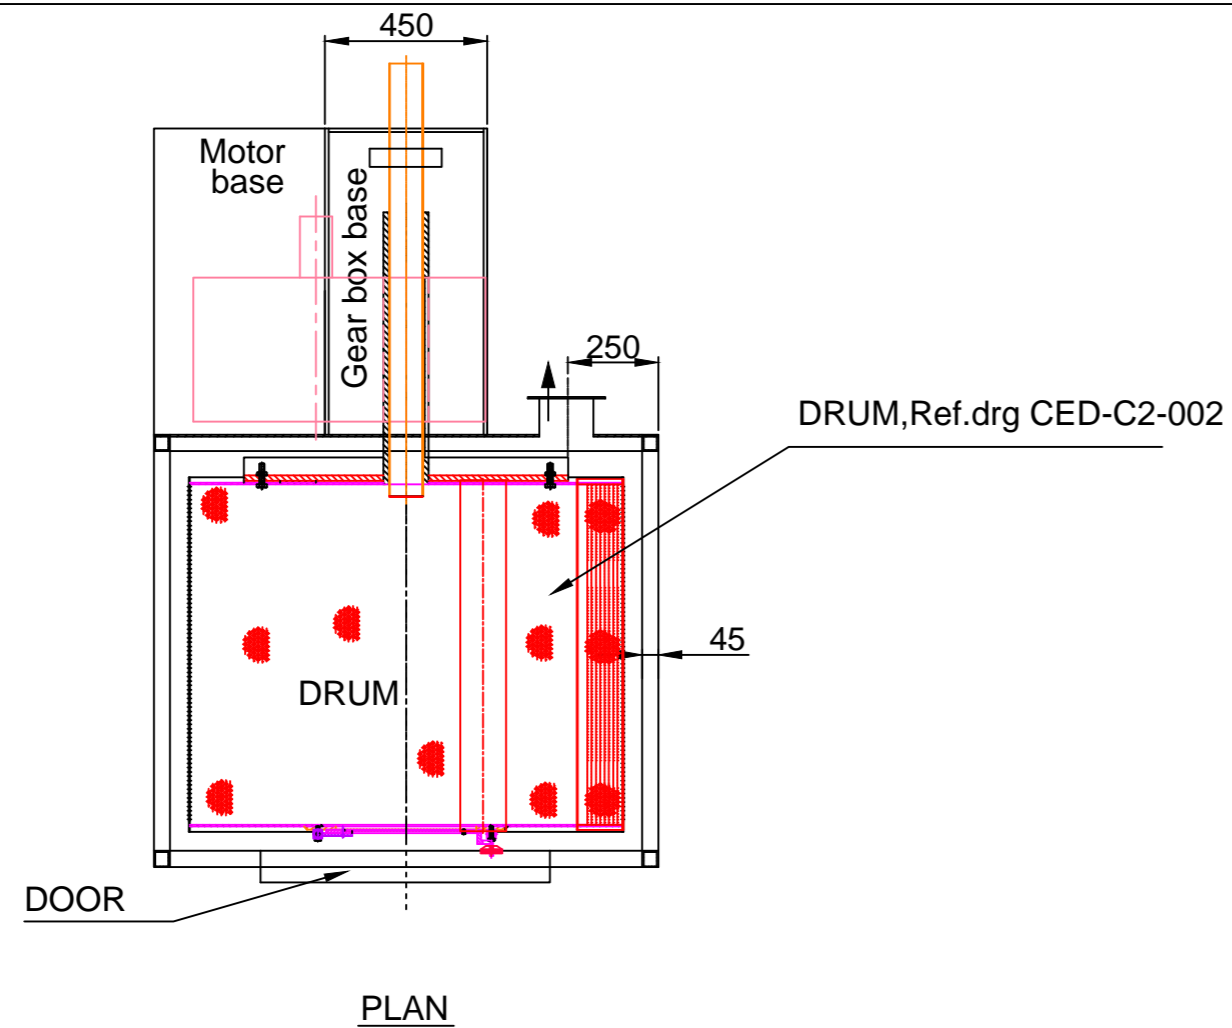 450
Motor
base
Gear box base
250
DRUM,Ref.drg CED-C2-002
45
DRUM
DOOR
PLAN